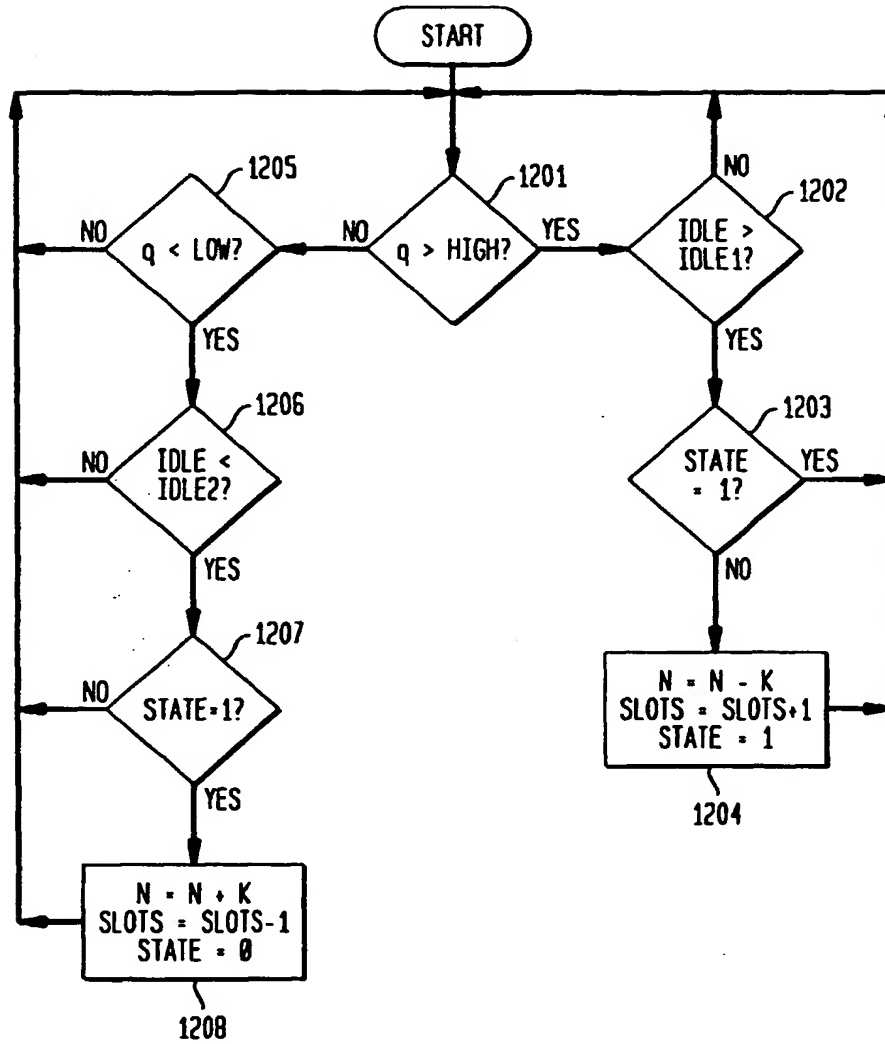 START
1205
q < LOW?
NO
YES
1201
q > HIGH?
NO
YES
1202
IDLE >
IDLE1?
NO
YES
1206
IDLE <
IDLE2?
NO
YES
1203
STATE
= 1?
YES
NO
1207
STATE=1?
NO
YES
N = N - K
SLOTS = SLOTS+1
STATE = 1
1204
N = N + K
SLOTS = SLOTS-1
STATE = 0
1208